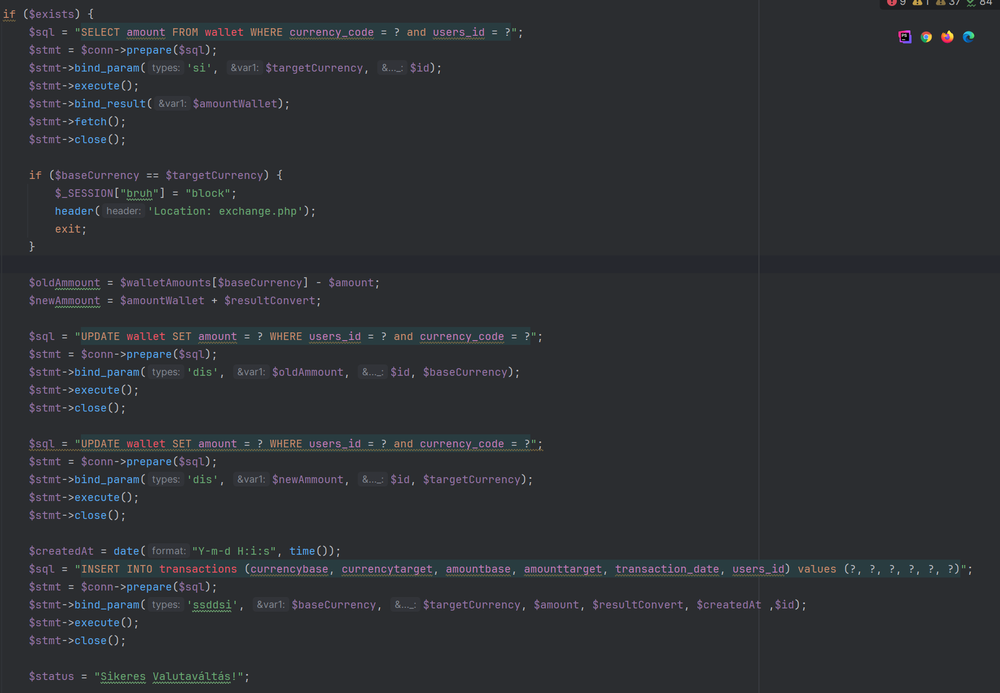 9 1 37 84
if ($exists) {
$sql = "SELECT amount FROM wallet WHERE currency_code = ? and users_id = ?";
PS
$stmt = $conn->prepare($sql);
$stmt->bind_param( types: 'si', &var1: $targetCurrency, &..._: $id);
$stmt->execute();
$stmt->bind_result( &var1: $amountWallet);
$stmt->fetch();
$stmt->close();
if ($baseCurrency == $targetCurrency) {
$_SESSION["bruh"] = "block";
header( header: 'Location: exchange.php');
exit;
}
$oldAmmount = $walletAmounts[$baseCurrency] - $amount;
$newAmmount = $amountWallet + $resultConvert;
$sql = "UPDATE wallet SET amount = ? WHERE users_id = ? and currency_code = ?";
$stmt = $conn->prepare($sql);
$stmt->bind_param( types: 'dis', &var1: $oldAmmount, &..._: $id, $baseCurrency);
$stmt->execute();
$stmt->close();
$sql = "UPDATE wallet SET amount = ? WHERE users_id = ? and currency_code = ?";
$stmt = $conn->prepare($sql);
$stmt->bind_param( types: 'dis', &var1: $newAmmount, &..._: $id, $targetCurrency);
$stmt->execute();
$stmt->close();
$createdAt = date( format: "Y-m-d H:i:s", time());
$sql = "INSERT INTO transactions (currencybase, currencytarget, amountbase, amounttarget, transaction_date, users_id) values (?, ?, ?, ?, ?, ?)";
$stmt = $conn->prepare($sql);
$stmt->bind_param( types: 'ssddsi', &var1: $baseCurrency, &..._: $targetCurrency, $amount, $resultConvert, $createdAt ,$id);
$stmt->execute();
$stmt->close();
$status = "Sikeres Valutaváltás!";